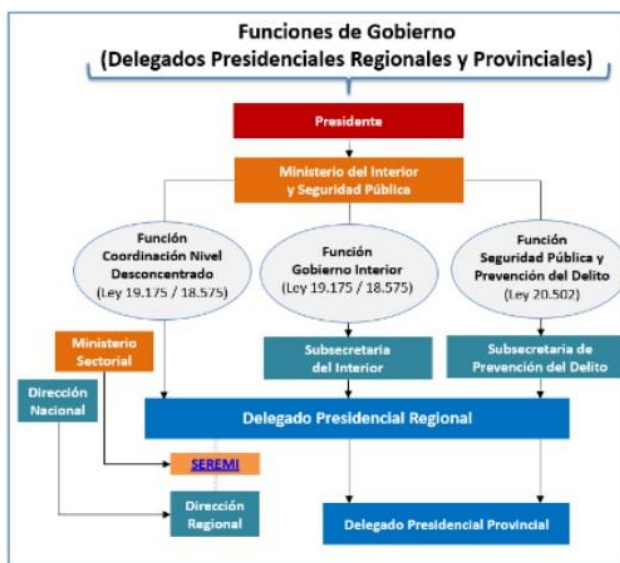 Funciones de Gobierno
(Delegados Presidenciales Regionales y Provinciales)
Presidente
Ministerio del Interior
y Seguridad Pública
Función
Coordinación Nivel
Desconcentrado
(Ley 19.175 / 18.575)
Función
Gobierno Interior
(Ley 19.175 / 18.575)
Función
Seguridad Pública y
Prevención del Delito
(Ley 20.502)
Ministerio
Sectorial
Subsecretaria
del Interior
Subsecretaria de
Prevención del Delito
Dirección
Nacional
Delegado Presidencial Regional
SEREMI
Dirección
Regional
Delegado Presidencial Provincial